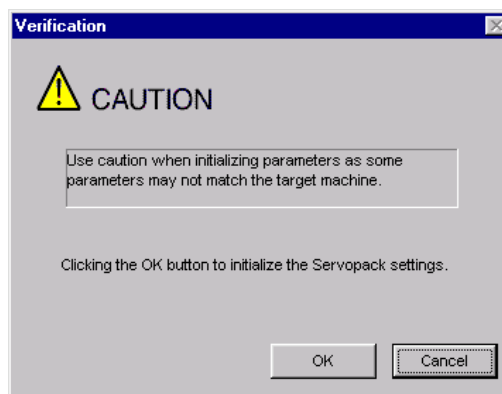 Verification
CAUTION
Use caution when initializing parameters as some
parameters may not match the target machine.
Clicking the OK button to initialize the Servopack settings.
OK
Cancel